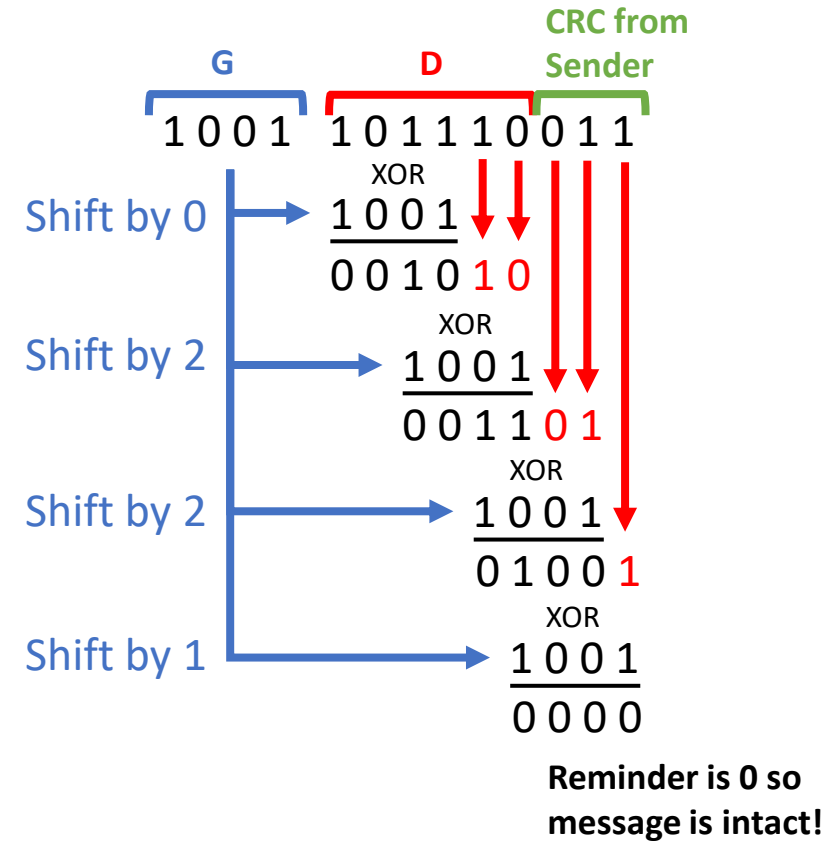 CRC from
Sender
G
D
1 0 0 1
1 0 1 1 1 0 0 1 1
XOR
Shift by 0
1 0 0 1
0 0 1 0 1 0
XOR
Shift by 2
1 0 0 1
0 0 1 1 0 1
XOR
Shift by 2
1 0 0 1
0 1 0 0 1
XOR
Shift by 1
1 0 0 1
0 0 0 0
Reminder is 0 so
message is intact!